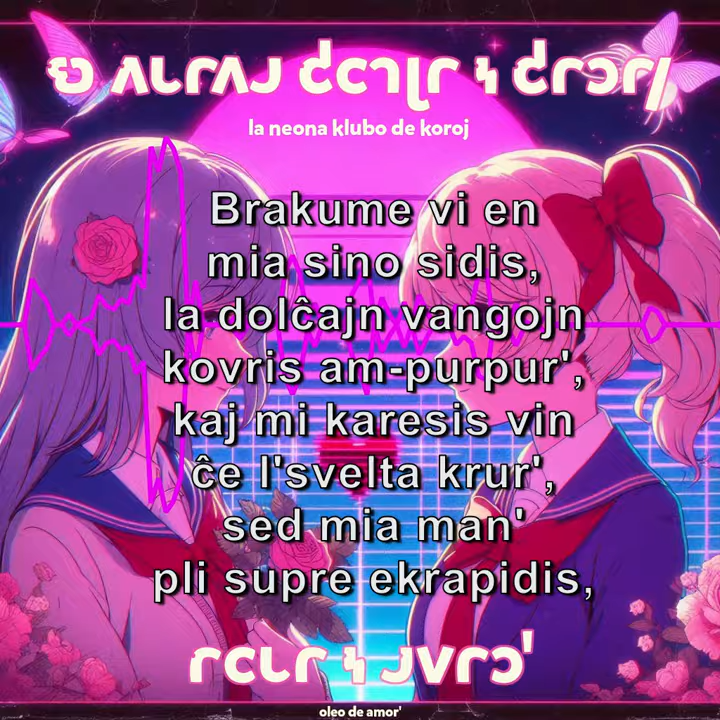 la neona klubo de koroj
Brakume vi en
mia sino sidis,
la dolĉajn vangojn
kovris am-purpur',
kaj mi karesis vin
ĉe l'svelta krur',
sed mia man'
pli supre ekrapidis,
oleo de amor'